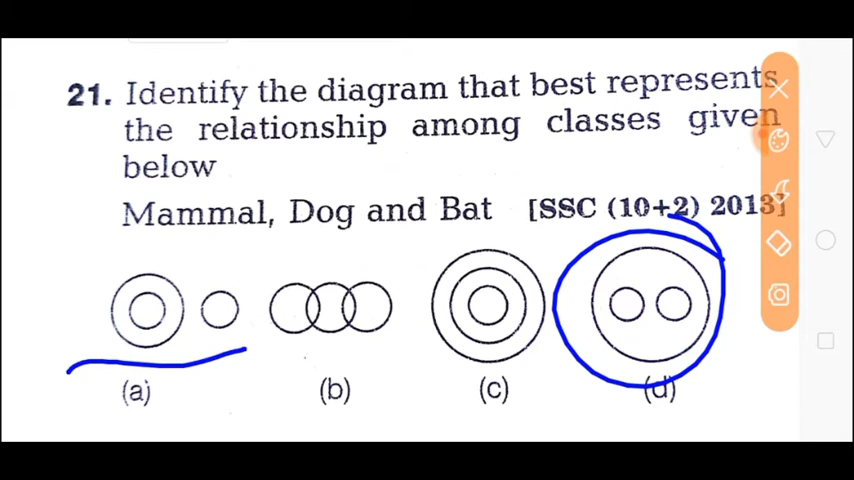 21. Identify the diagram that best represents
the relationship among classes given
below
Mammal, Dog and Bat [SSC (10+2) 2013]
(a) (b) (c) (d)